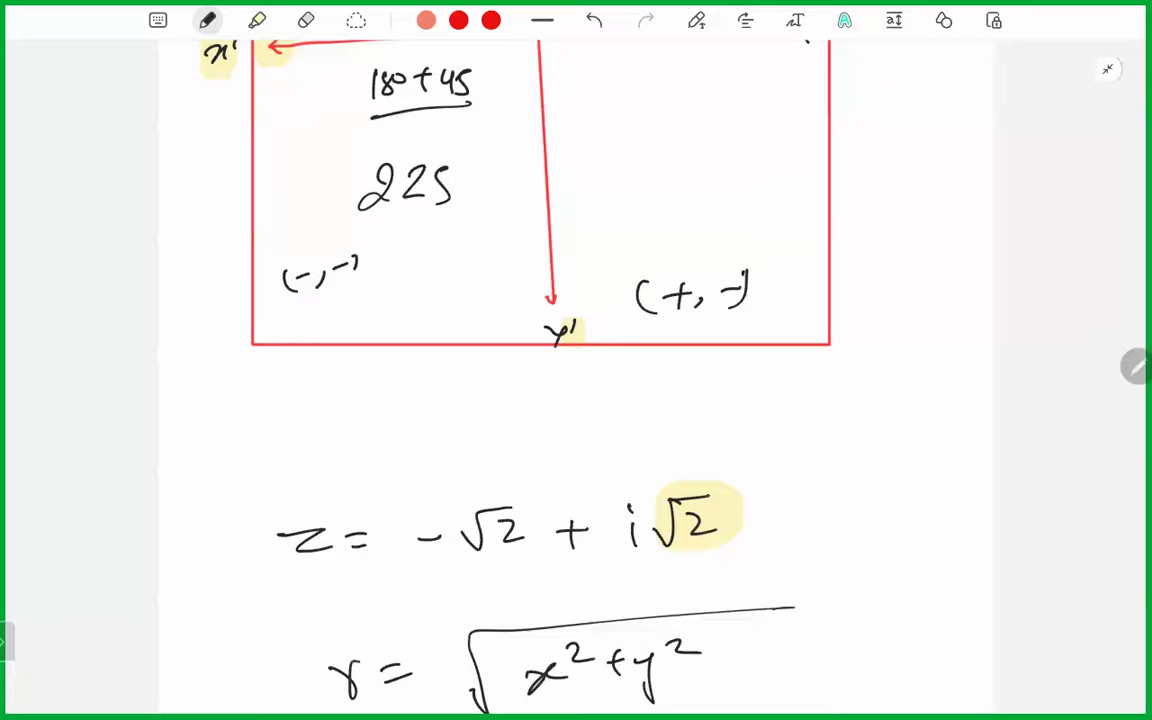 x'
180+45
225
(-,-)
(+,-)
y'
z= -√2 + i√2
r= √x²+y²